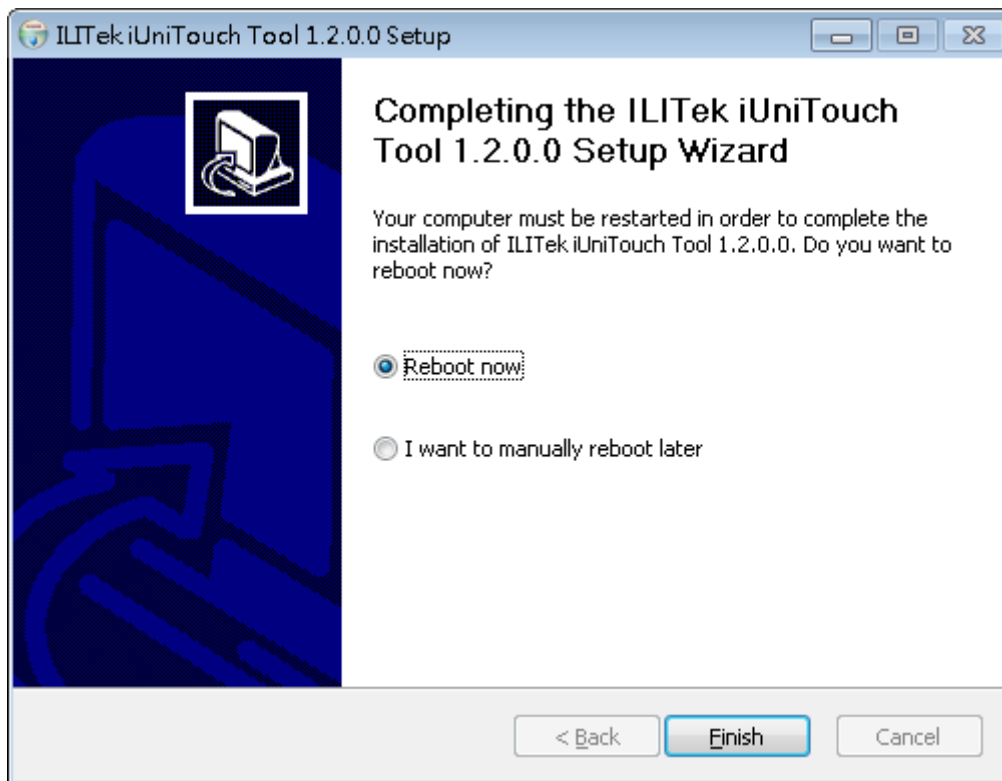 ILITek iUniTouch Tool 1.2.0.0 Setup
Completing the ILITek iUniTouch
Tool 1.2.0.0 Setup Wizard
Your computer must be restarted in order to complete the
installation of ILITek iUniTouch Tool 1.2.0.0. Do you want to
reboot now?
Reboot now
I want to manually reboot later
< Back
Finish
Cancel